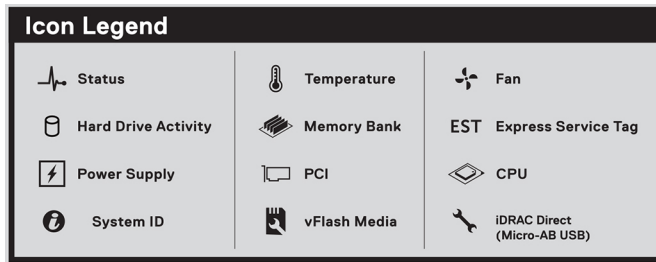 Icon Legend
Status
Hard Drive Activity
Power Supply
System ID
Temperature
Memory Bank
PCI
vFlash Media
Fan
EST Express Service Tag
CPU
iDRAC Direct
(Micro-AB USB)